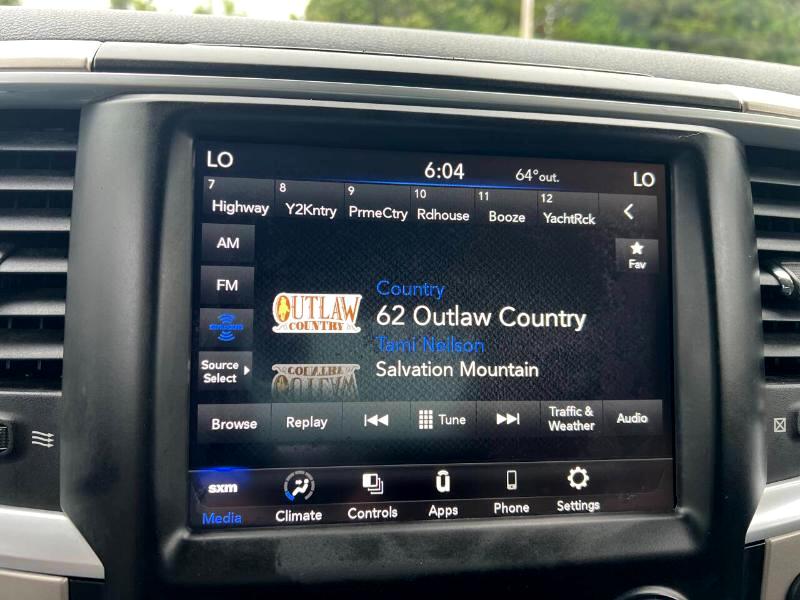 LO 6:04 64°out. LO
7 8 9 10 11 12
Highway Y2Kntry PrmeCtry Rdhouse Booze YachtRck
AM
Fav
FM
siriusxm
Source
Select
OUTLAW
COUNTRY
Country
62 Outlaw Country
Tami Neilson
Salvation Mountain
Browse Replay Tune Traffic &
Weather Audio
sxm
Media Climate Controls Apps Phone Settings